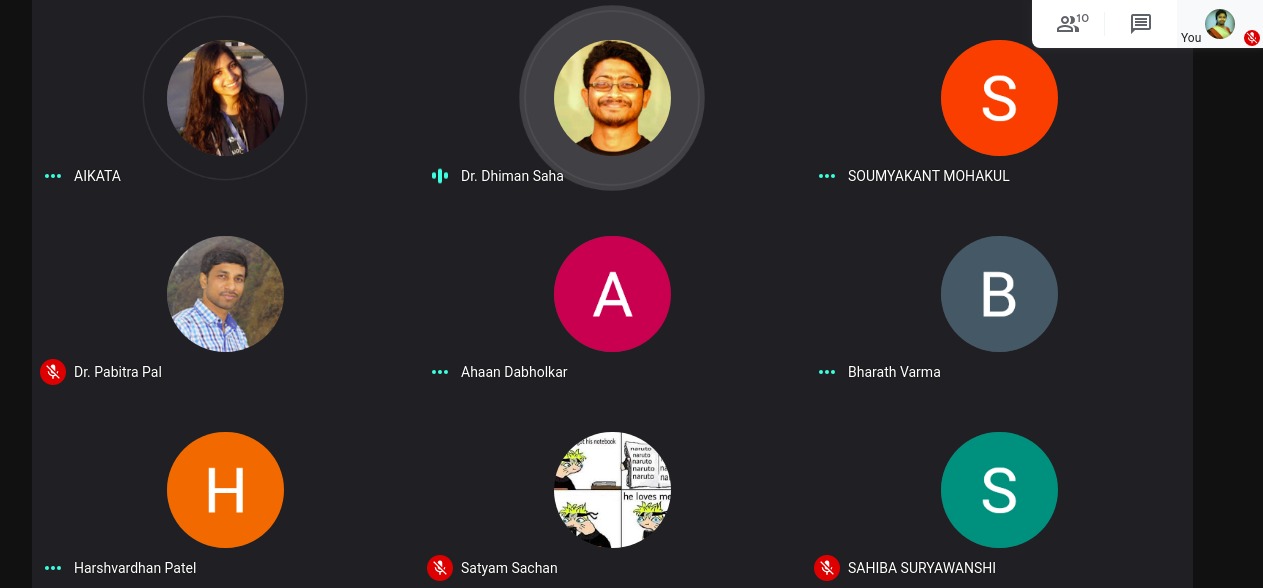 10
You
AIKATA
Dr. Dhiman Saha
S
SOUMYAKANT MOHAKUL
Dr. Pabitra Pal
A
Ahaan Dabholkar
B
Bharath Varma
H
Harshvardhan Patel
his notebook
naruto
naruto
naruto
naruto
he loves me
Satyam Sachan
S
SAHIBA SURYAWANSHI